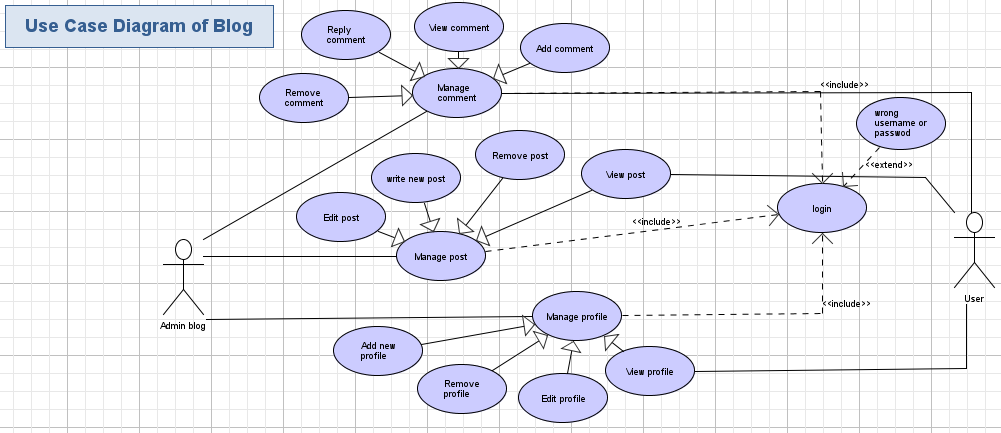 Use Case Diagram of Blog
Reply
comment
View comment
Add comment
Remove
comment
Manage
comment
<<include>>
wrong
username or
passwod
<<extend>>
Remove post
write new post
View post
Edit post
login
<<include>>
Manage post
Admin blog
User
<<include>>
Manage profile
Add new
profile
Remove
profile
Edit profile
View profile